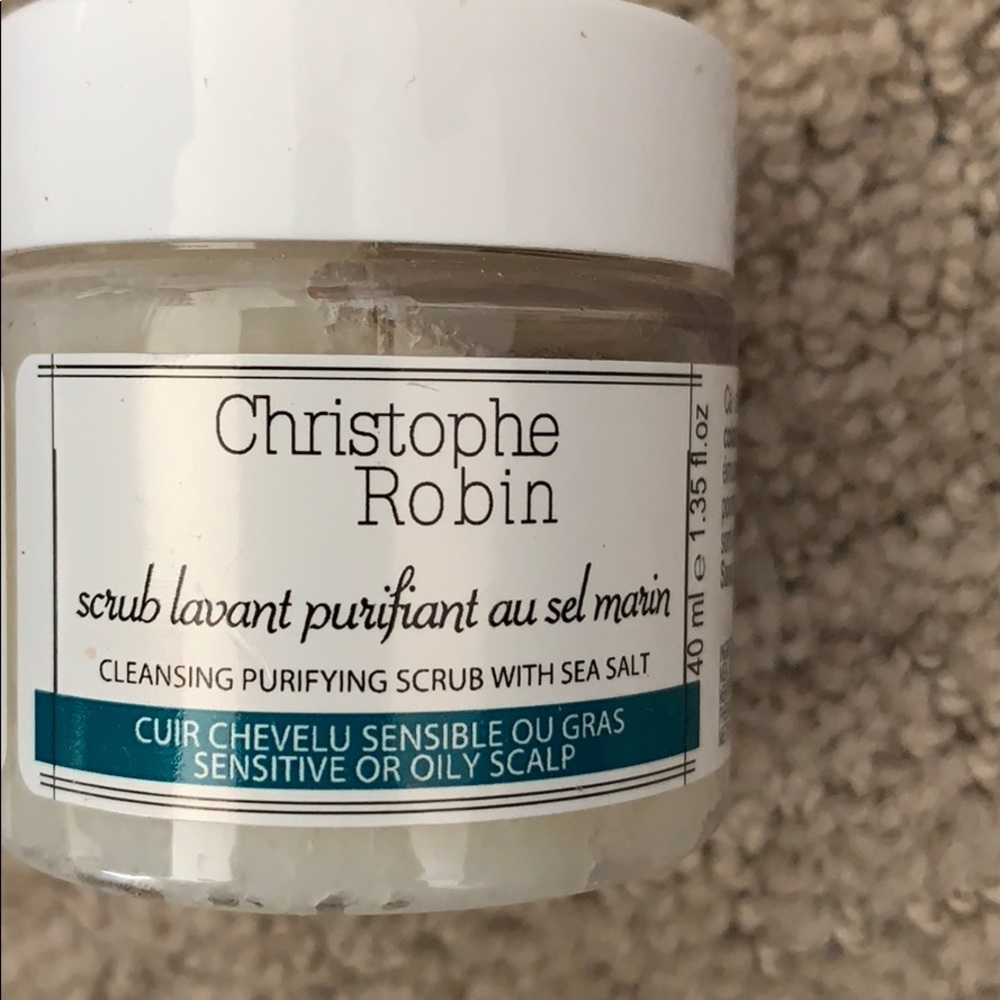 Christophe
Robin
scrub lavant purifiant au sel marin
CLEANSING PURIFYING SCRUB WITH SEA SALT
CUIR CHEVELU SENSIBLE OU GRAS
SENSITIVE OR OILY SCALP
40 ml e 1.35 fl.oz